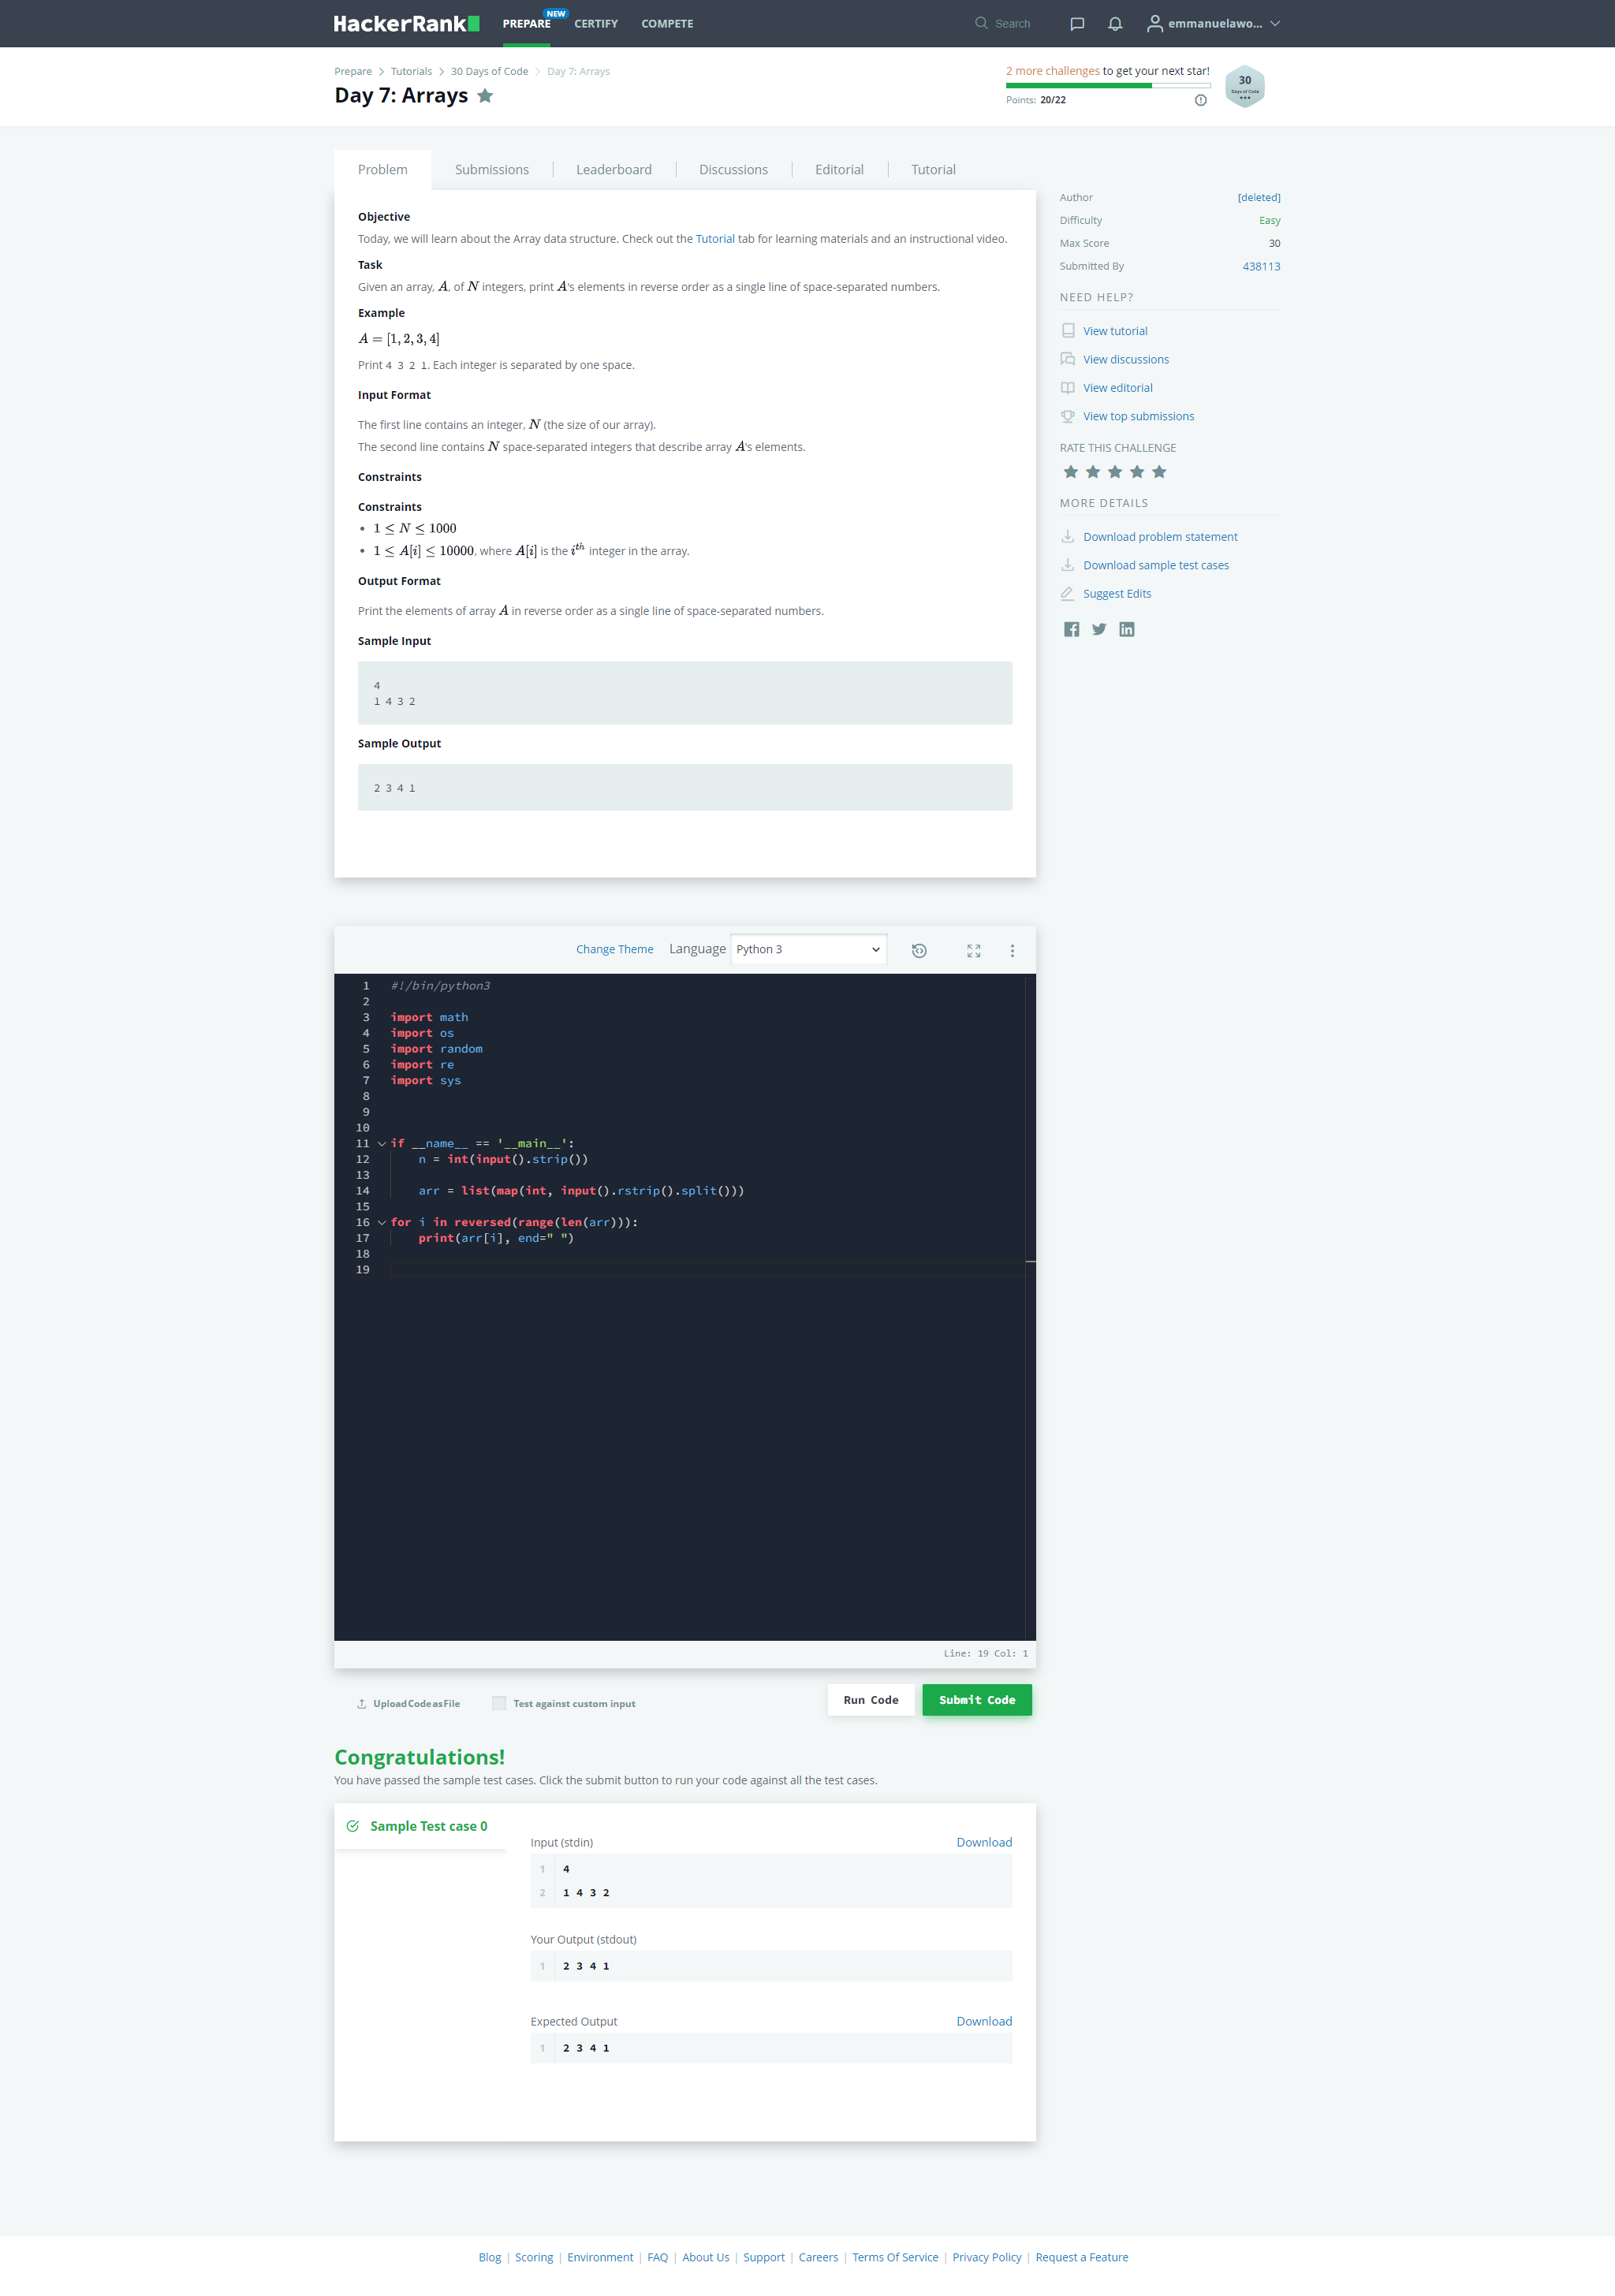 HackerRank PREPARE NEW CERTIFY COMPETE Search emmanuelawo...
Prepare > Tutorials > 30 Days of Code > Day 7: Arrays
Day 7: Arrays
2 more challenges to get your next star!
Points: 20/22
30
Days of Code
Problem Submissions Leaderboard Discussions Editorial Tutorial
Objective
Today, we will learn about the Array data structure. Check out the Tutorial tab for learning materials and an instructional video.
Task
Given an array, A, of N integers, print A's elements in reverse order as a single line of space-separated numbers.
Example
A = [1, 2, 3, 4]
Print 4 3 2 1. Each integer is separated by one space.
Input Format
The first line contains an integer, N (the size of our array).
The second line contains N space-separated integers that describe array A's elements.
Constraints
Constraints
• 1 ≤ N ≤ 1000
• 1 ≤ A[i] ≤ 10000, where A[i] is the i^th integer in the array.
Output Format
Print the elements of array A in reverse order as a single line of space-separated numbers.
Sample Input
4
1 4 3 2
Sample Output
2 3 4 1
Author [deleted]
Difficulty Easy
Max Score 30
Submitted By 438113
NEED HELP?
View tutorial
View discussions
View editorial
View top submissions
RATE THIS CHALLENGE
MORE DETAILS
Download problem statement
Download sample test cases
Suggest Edits
Change Theme Language Python 3
1 #!/bin/python3
2
3 import math
4 import os
5 import random
6 import re
7 import sys
8
9
10
11 if __name__ == '__main__':
12     n = int(input().strip())
13
14     arr = list(map(int, input().rstrip().split()))
15
16 for i in reversed(range(len(arr))):
17     print(arr[i], end=" ")
18
19
Line: 19 Col: 1
Upload Code as File Test against custom input Run Code Submit Code
Congratulations!
You have passed the sample test cases. Click the submit button to run your code against all the test cases.
Sample Test case 0
Input (stdin) Download
1 4
2 1 4 3 2
Your Output (stdout)
1 2 3 4 1
Expected Output Download
1 2 3 4 1
Blog | Scoring | Environment | FAQ | About Us | Support | Careers | Terms Of Service | Privacy Policy | Request a Feature